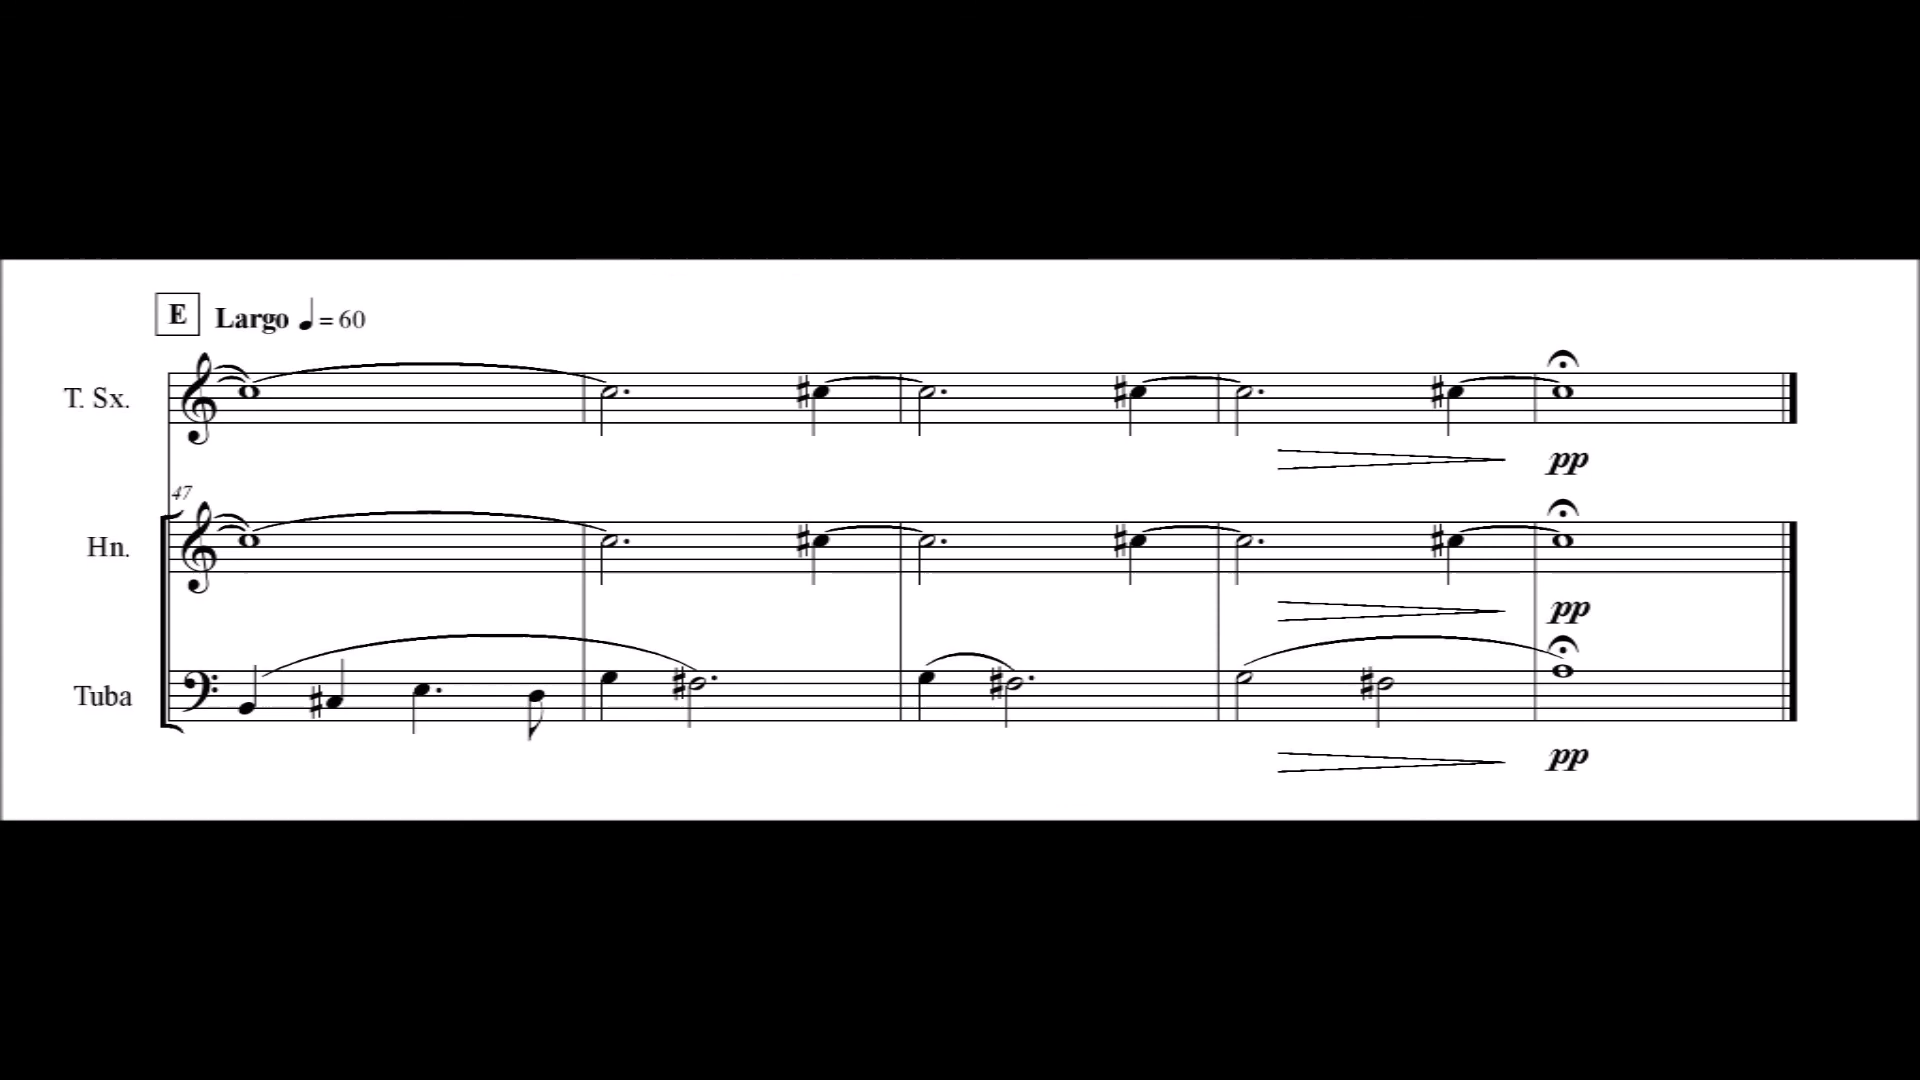 E Largo ♩= 60
T. Sx.
pp
47
Hn.
pp
Tuba
pp